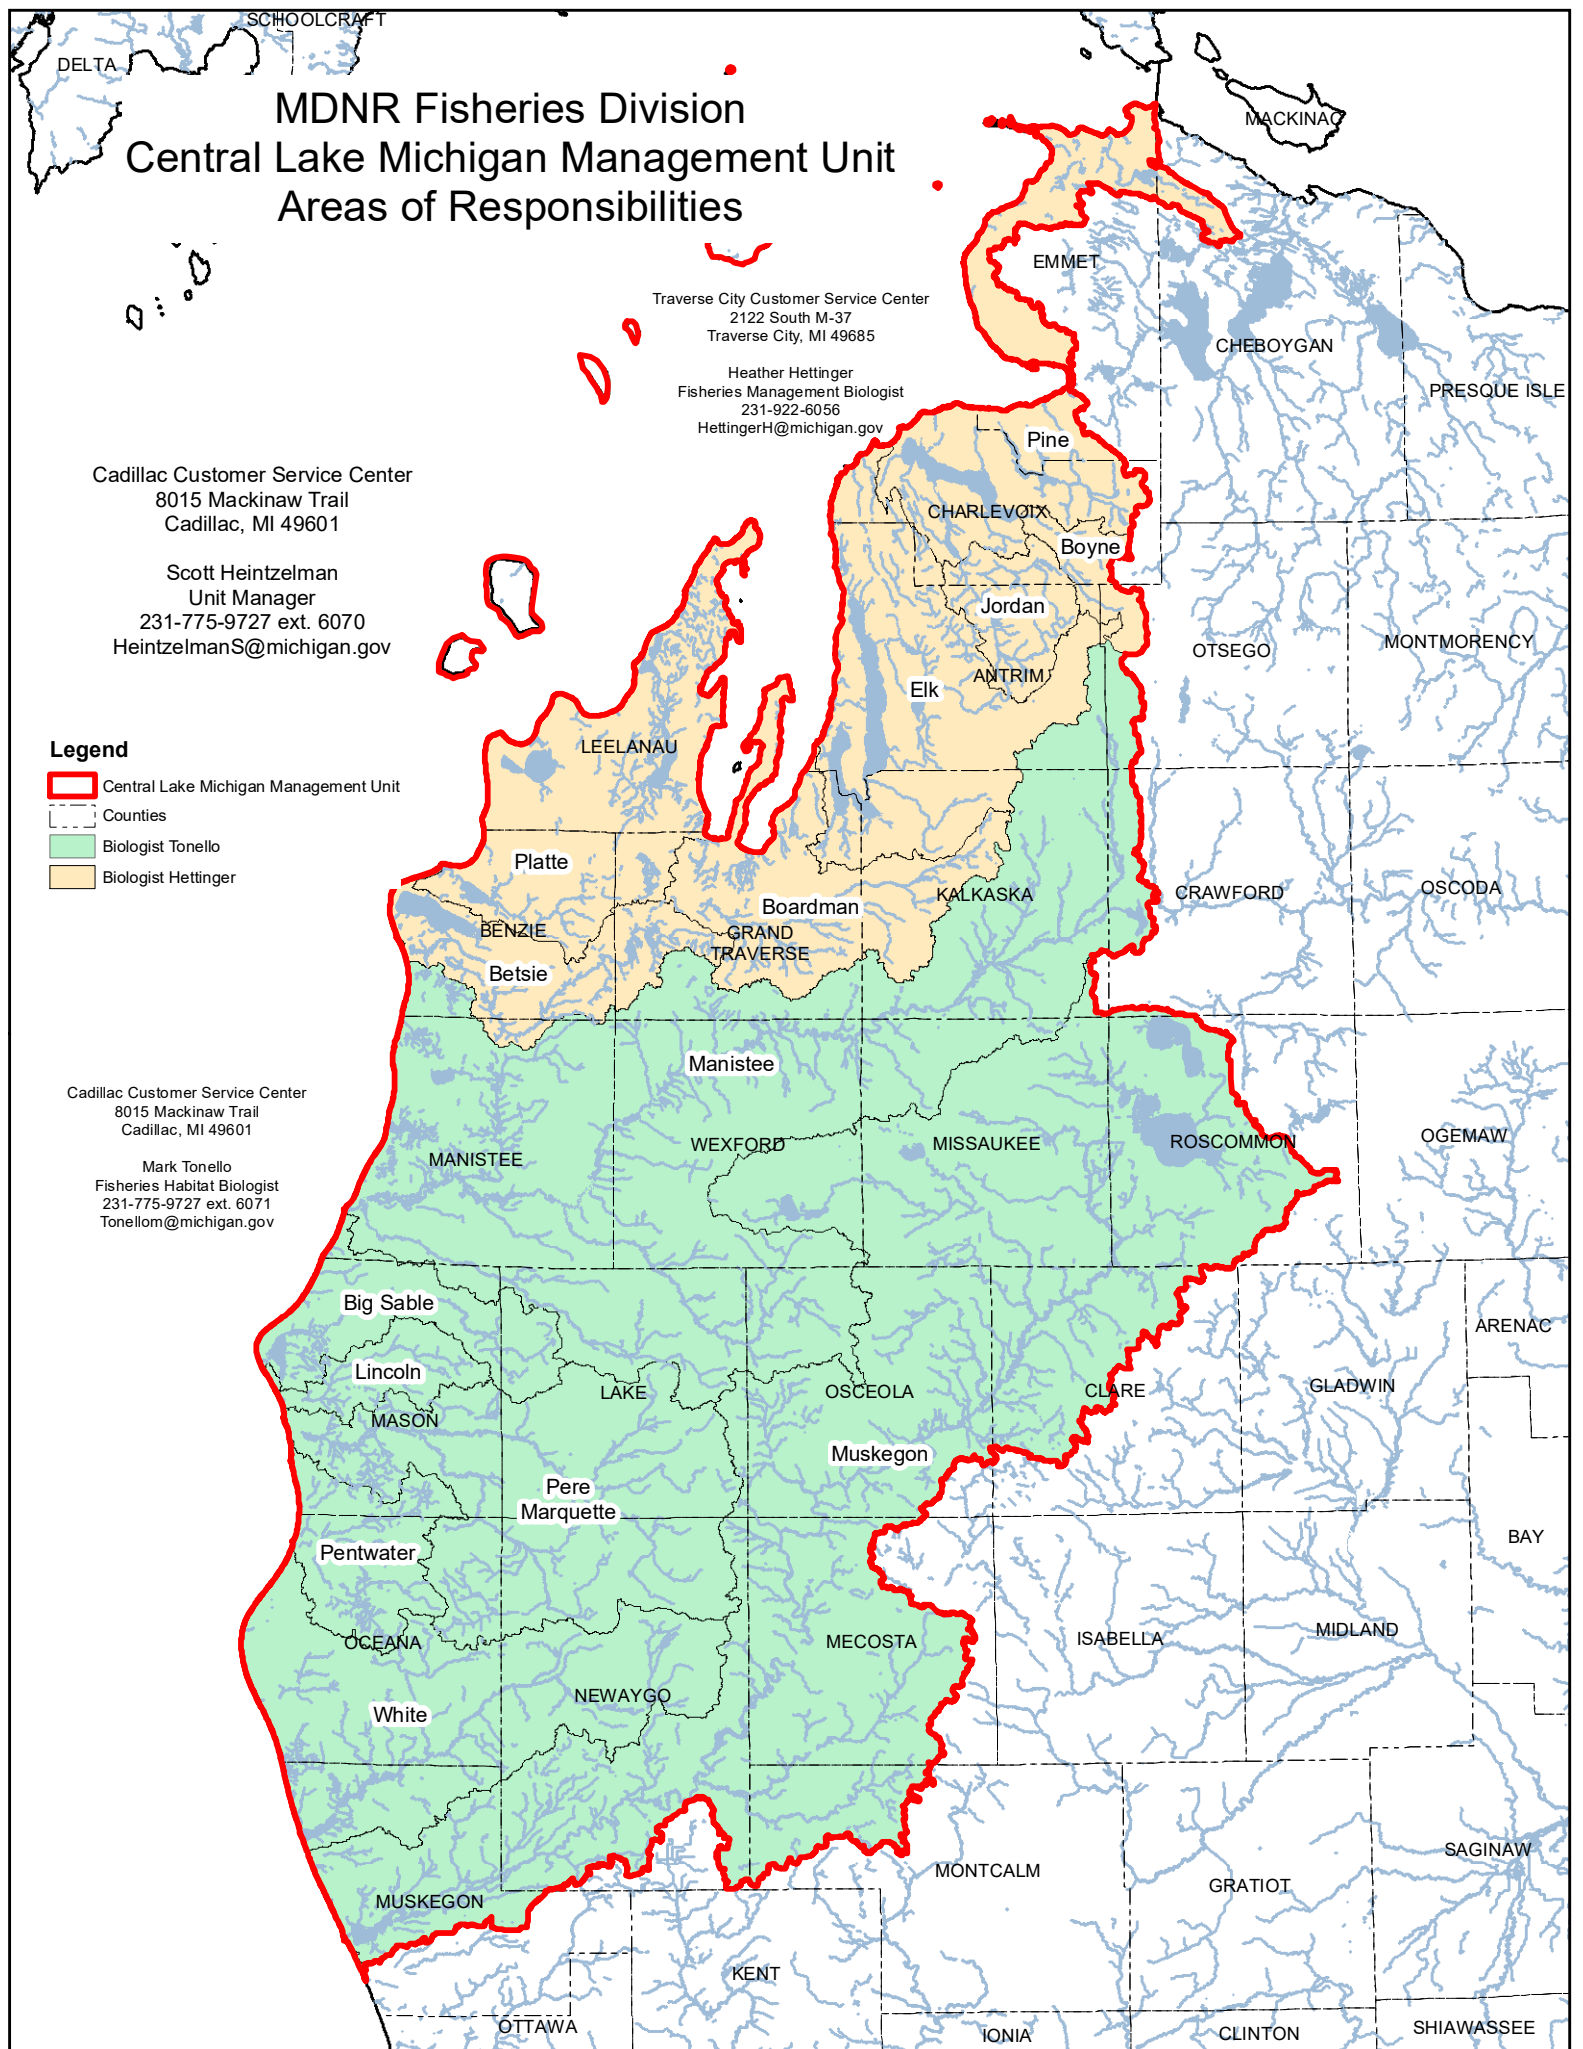 SCHOOLCRAFT
DELTA
MDNR Fisheries Division
Central Lake Michigan Management Unit
Areas of Responsibilities
MACKINAC
EMMET
Traverse City Customer Service Center
2122 South M-37
Traverse City, MI 49685
Heather Hettinger
Fisheries Management Biologist
231-922-6056
HettingerH@michigan.gov
CHEBOYGAN
PRESQUE ISLE
Pine
Cadillac Customer Service Center
8015 Mackinaw Trail
Cadillac, MI 49601
Scott Heintzelman
Unit Manager
231-775-9727 ext. 6070
HeintzelmanS@michigan.gov
CHARLEVOIX
Boyne
Jordan
OTSEGO
MONTMORENCY
ANTRIM
Elk
LEELANAU
Legend
Central Lake Michigan Management Unit
Counties
Biologist Tonello
Biologist Hettinger
Platte
Boardman
KALKASKA
CRAWFORD
OSCODA
BENZIE
GRAND
TRAVERSE
Betsie
Manistee
Cadillac Customer Service Center
8015 Mackinaw Trail
Cadillac, MI 49601
Mark Tonello
Fisheries Habitat Biologist
231-775-9727 ext. 6071
Tonellom@michigan.gov
MANISTEE
WEXFORD
MISSAUKEE
ROSCOMMON
OGEMAW
Big Sable
Lincoln
MASON
LAKE
OSCEOLA
CLARE
GLADWIN
ARENAC
Muskegon
Pere
Marquette
Pentwater
BAY
OCEANA
MECOSTA
ISABELLA
MIDLAND
NEWAYGO
White
MUSKEGON
MONTCALM
GRATIOT
SAGINAW
KENT
OTTAWA
IONIA
CLINTON
SHIAWASSEE